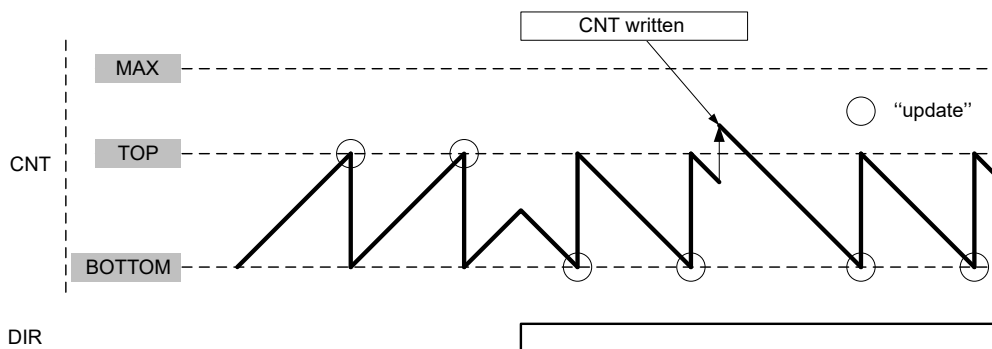 CNT written
MAX
“update”
CNT
TOP
BOTTOM
DIR